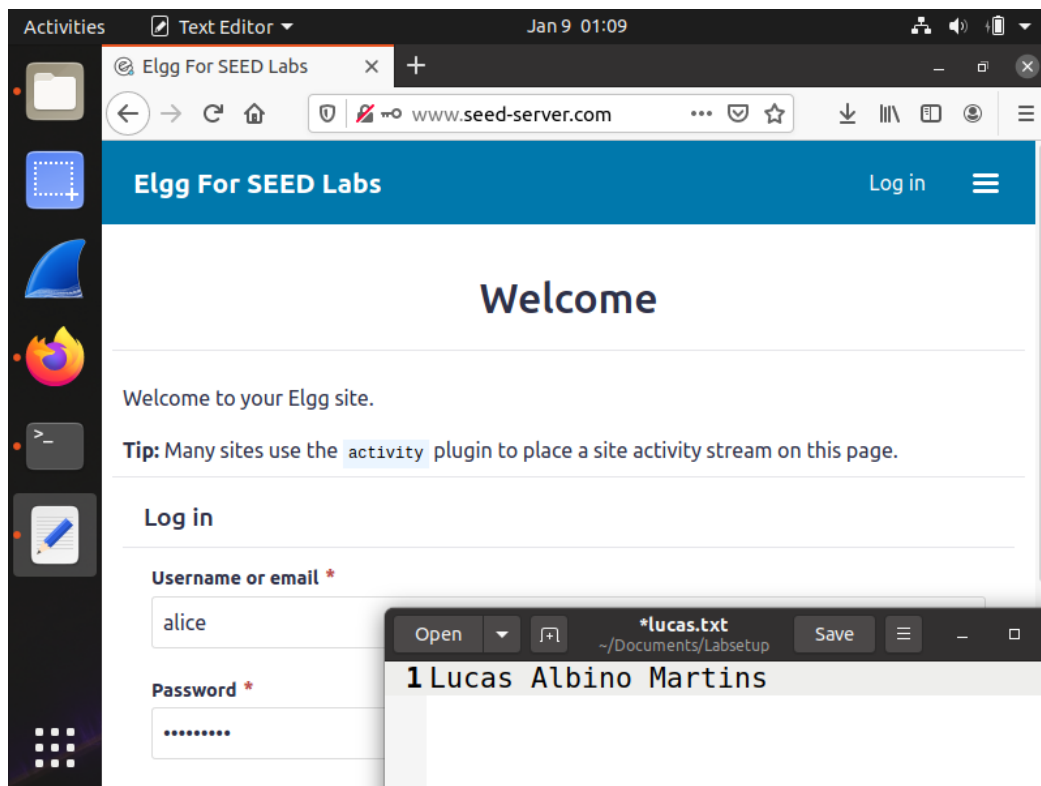 Activities Text Editor Jan 9 01:09
Elgg For SEED Labs
www.seed-server.com
Elgg For SEED Labs Log in
Welcome
Welcome to your Elgg site.
Tip: Many sites use the activity plugin to place a site activity stream on this page.
Log in
Username or email *
alice
Password *
•••••••••
Open *lucas.txt Save
~/Documents/Labsetup
1 Lucas Albino Martins